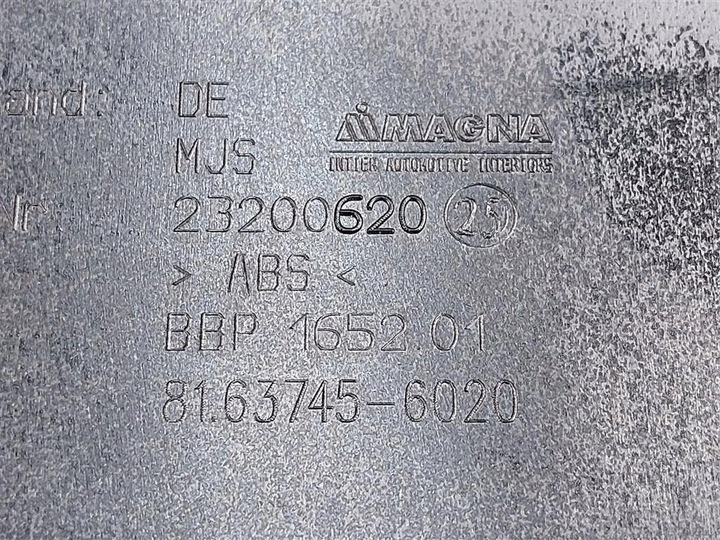 and: DE
MAGNA
MJS
INTIER AUTOMOTIVE INTERIORS
Nr 23200620 25
> ABS <
BBP 1652.01
81.63745-6020